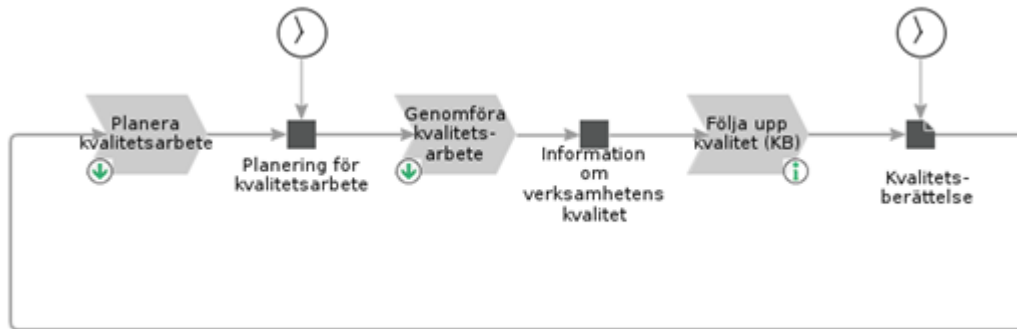 Planera
kvalitetsarbete
Planering för
kvalitetsarbete
Genomföra
kvalitets-
arbete
Information
om
verksamhetens
kvalitet
Följa upp
kvalitet (KB)
Kvalitets-
berättelse